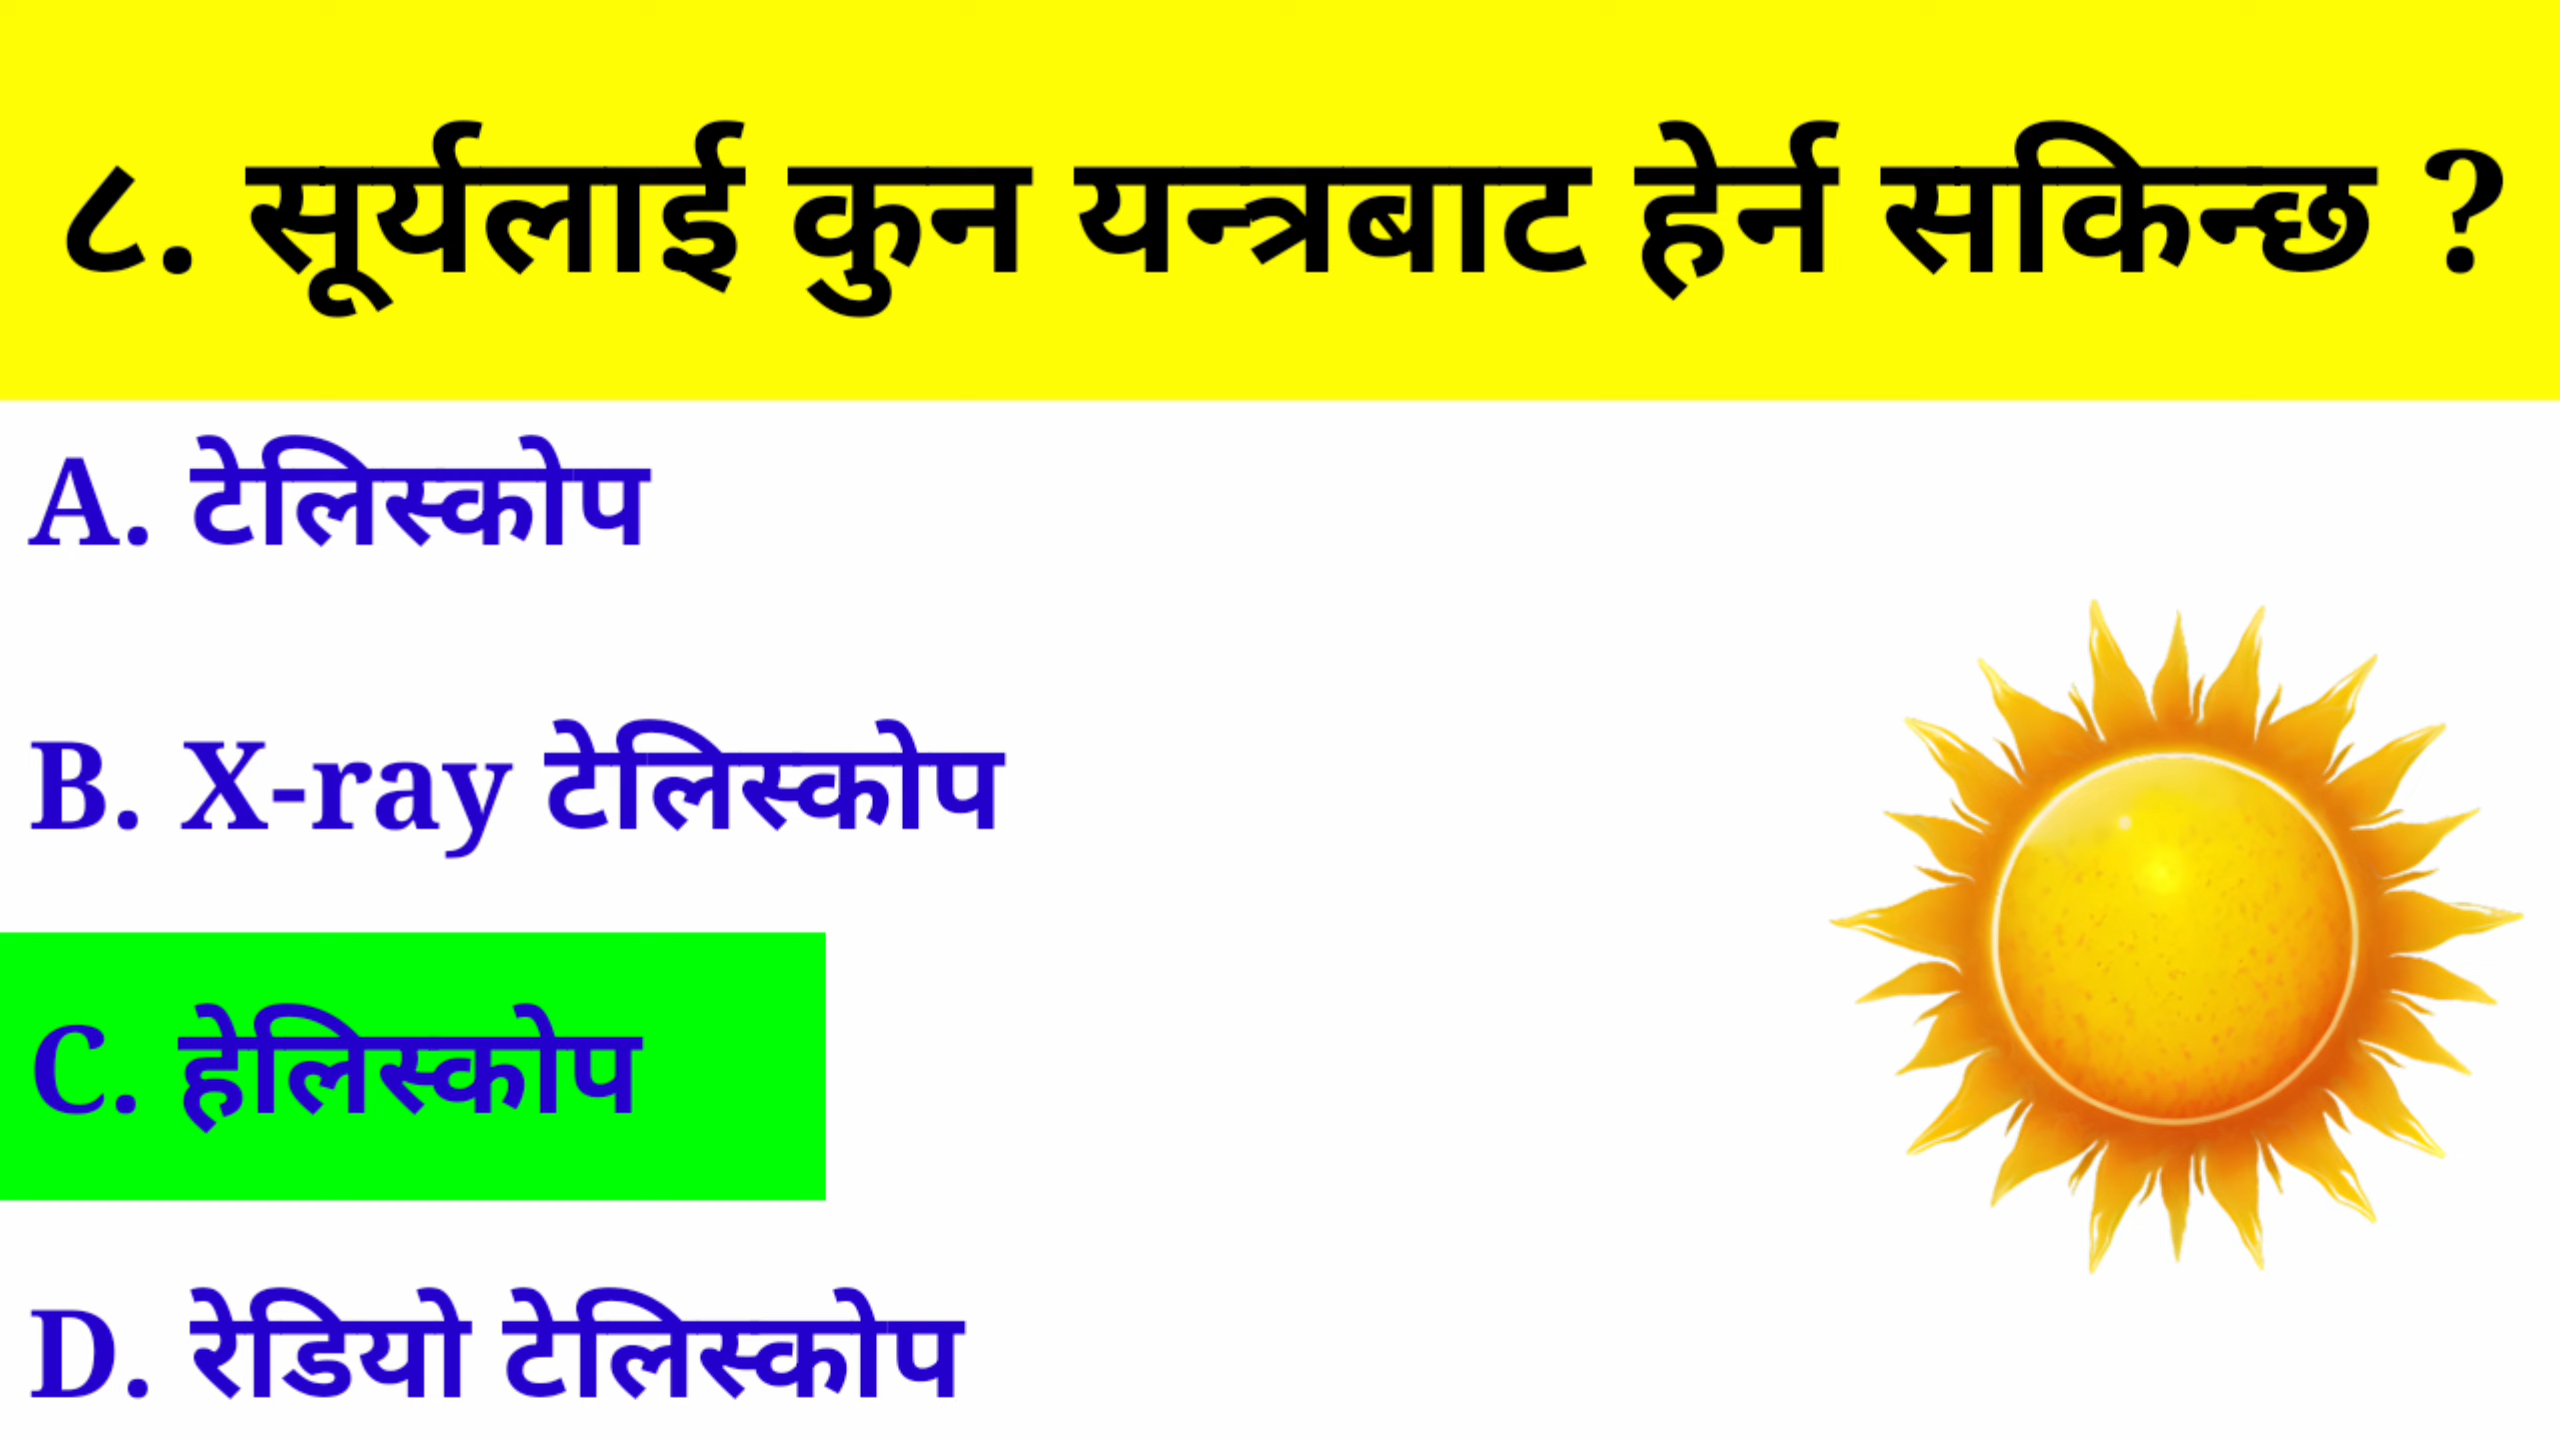 ८. सूर्यलाई कुन यन्त्रबाट हेर्न सकिन्छ ?
A. टेलिस्कोप
B. X-ray टेलिस्कोप
C. हेलिस्कोप
D. रेडियो टेलिस्कोप